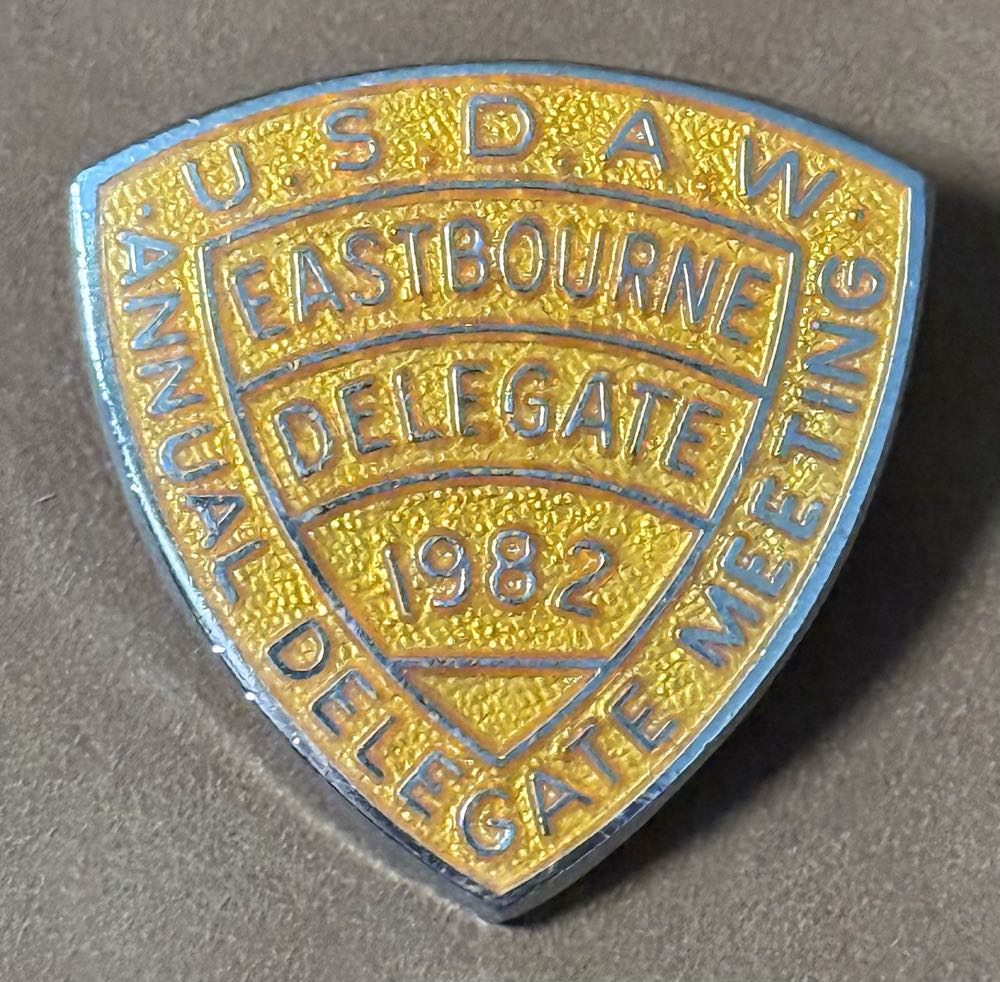 · U. S. D. A. W. ·
ANNUAL DELEGATE MEETING
EASTBOURNE
DELEGATE
1982